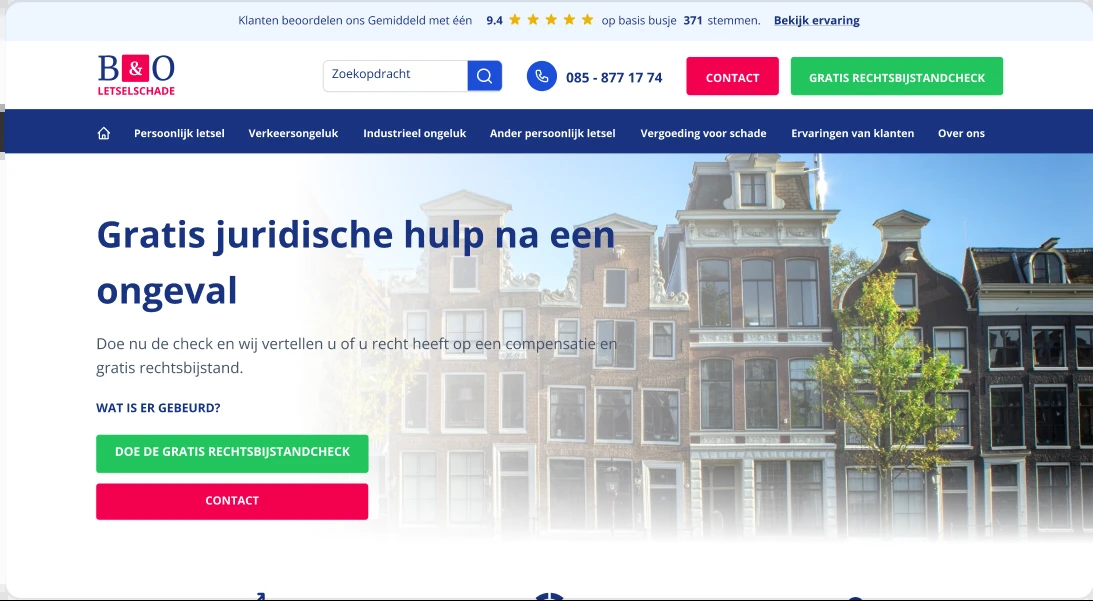 Klanten beoordelen ons Gemiddeld met één 9.4 op basis busje 371 stemmen. Bekijk ervaring
B&O
LETSELSCHADE
Zoekopdracht
085 - 877 17 74
CONTACT
GRATIS RECHTSBIJSTANDCHECK
Persoonlijk letsel Verkeersongeluk Industrieel ongeluk Ander persoonlijk letsel Vergoeding voor schade Ervaringen van klanten Over ons
Gratis juridische hulp na een
ongeval
Doe nu de check en wij vertellen u of u recht heeft op een compensatie en
gratis rechtsbijstand.
WAT IS ER GEBEURD?
DOE DE GRATIS RECHTSBIJSTANDCHECK
CONTACT